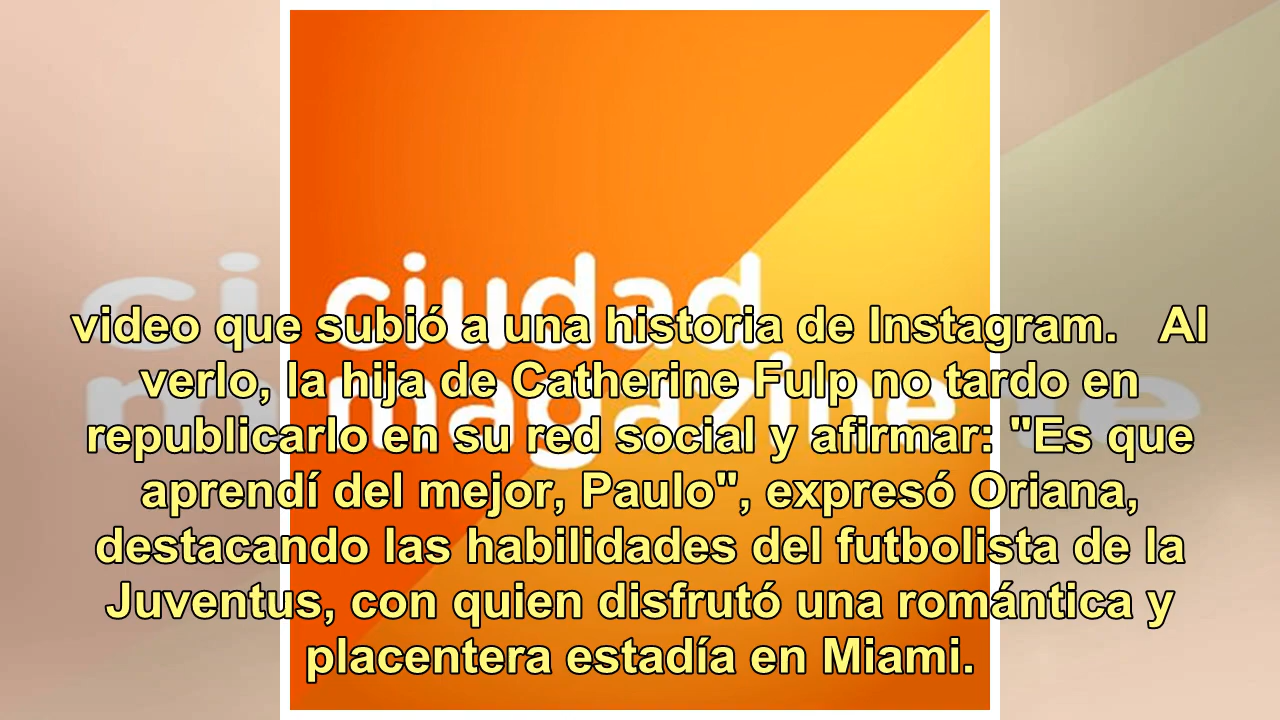 ciudad
magazine
video que subió a una historia de Instagram.   Al
verlo, la hija de Catherine Fulp no tardo en
republicarlo en su red social y afirmar: "Es que
aprendí del mejor, Paulo", expresó Oriana,
destacando las habilidades del futbolista de la
Juventus, con quien disfrutó una romántica y
placentera estadía en Miami.